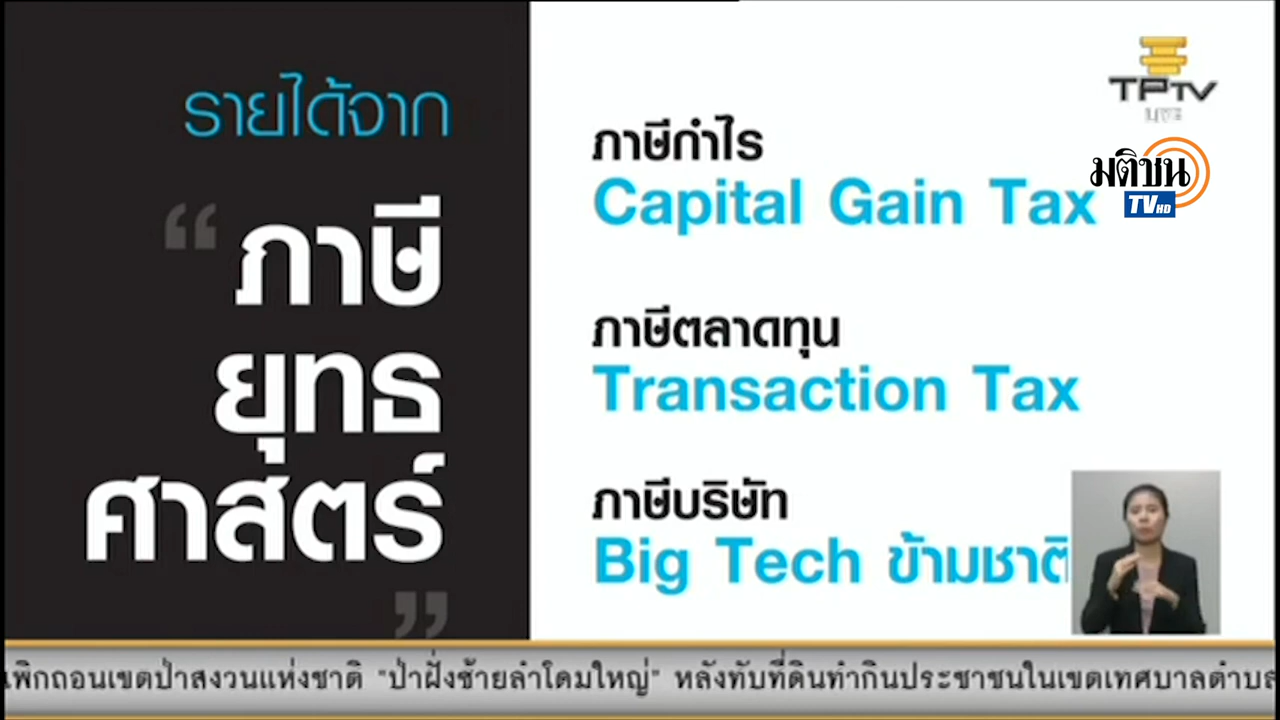 รายได้จาก
“ภาษี
ยุทธ
ศาสตร์
”
ภาษีกำไร
Capital Gain Tax
ภาษีตลาดทุน
Transaction Tax
ภาษีบริษัท
Big Tech ข้ามชาติ
TPTV
มติชน
TV HD
เพิกถอนเขตป่าสงวนแห่งชาติ "ป่าฝั่งซ้ายลำโดมใหญ่" หลังทับที่ดินทำกินประชาชนในเขตเทศบาลตำบล